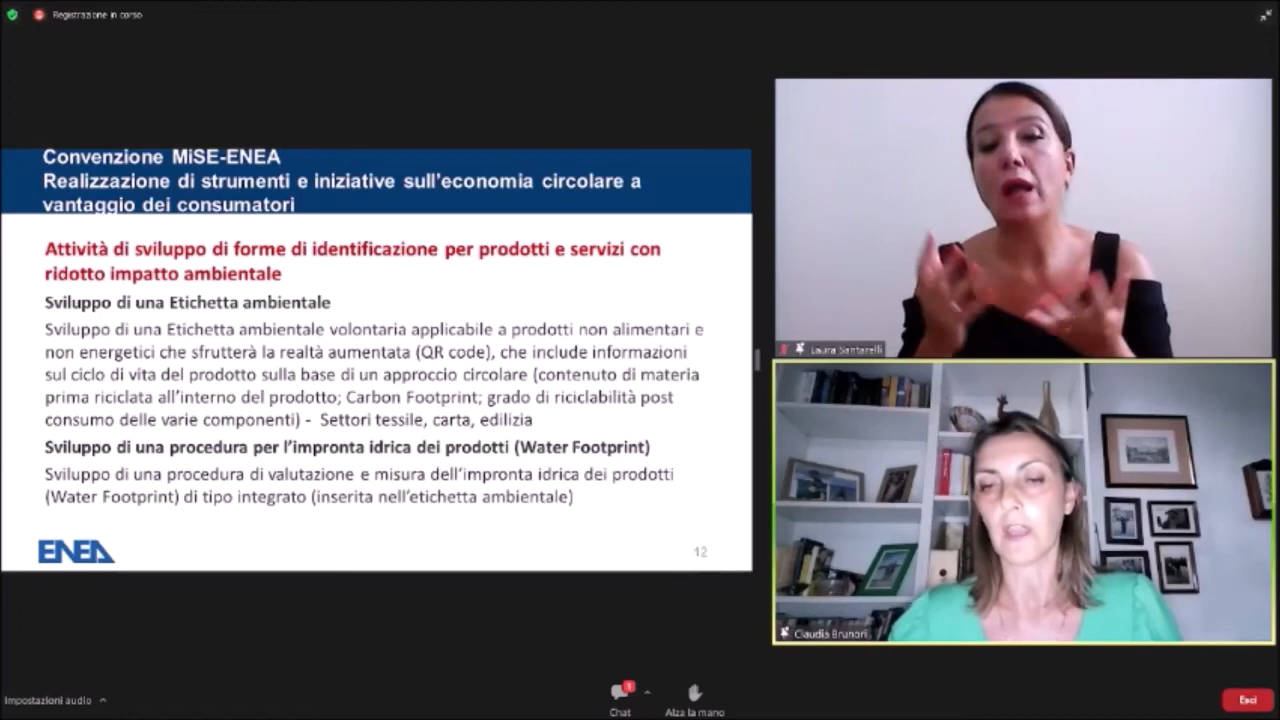 Registrazione in corso
Convenzione MiSE-ENEA
Realizzazione di strumenti e iniziative sull'economia circolare a
vantaggio dei consumatori
Attività di sviluppo di forme di identificazione per prodotti e servizi con
ridotto impatto ambientale
Sviluppo di una Etichetta ambientale
Sviluppo di una Etichetta ambientale volontaria applicabile a prodotti non alimentari e
non energetici che sfrutterà la realtà aumentata (QR code), che include informazioni
sul ciclo di vita del prodotto sulla base di un approccio circolare (contenuto di materia
prima riciclata all'interno del prodotto; Carbon Footprint; grado di riciclabilità post
consumo delle varie componenti) - Settori tessile, carta, edilizia
Sviluppo di una procedura per l'impronta idrica dei prodotti (Water Footprint)
Sviluppo di una procedura di valutazione e misura dell'impronta idrica dei prodotti
(Water Footprint) di tipo integrato (inserita nell'etichetta ambientale)
ENEA
12
Laura Santarelli
Claudia Brunori
Impostazioni audio
1
Chat
Alza la mano
Esci